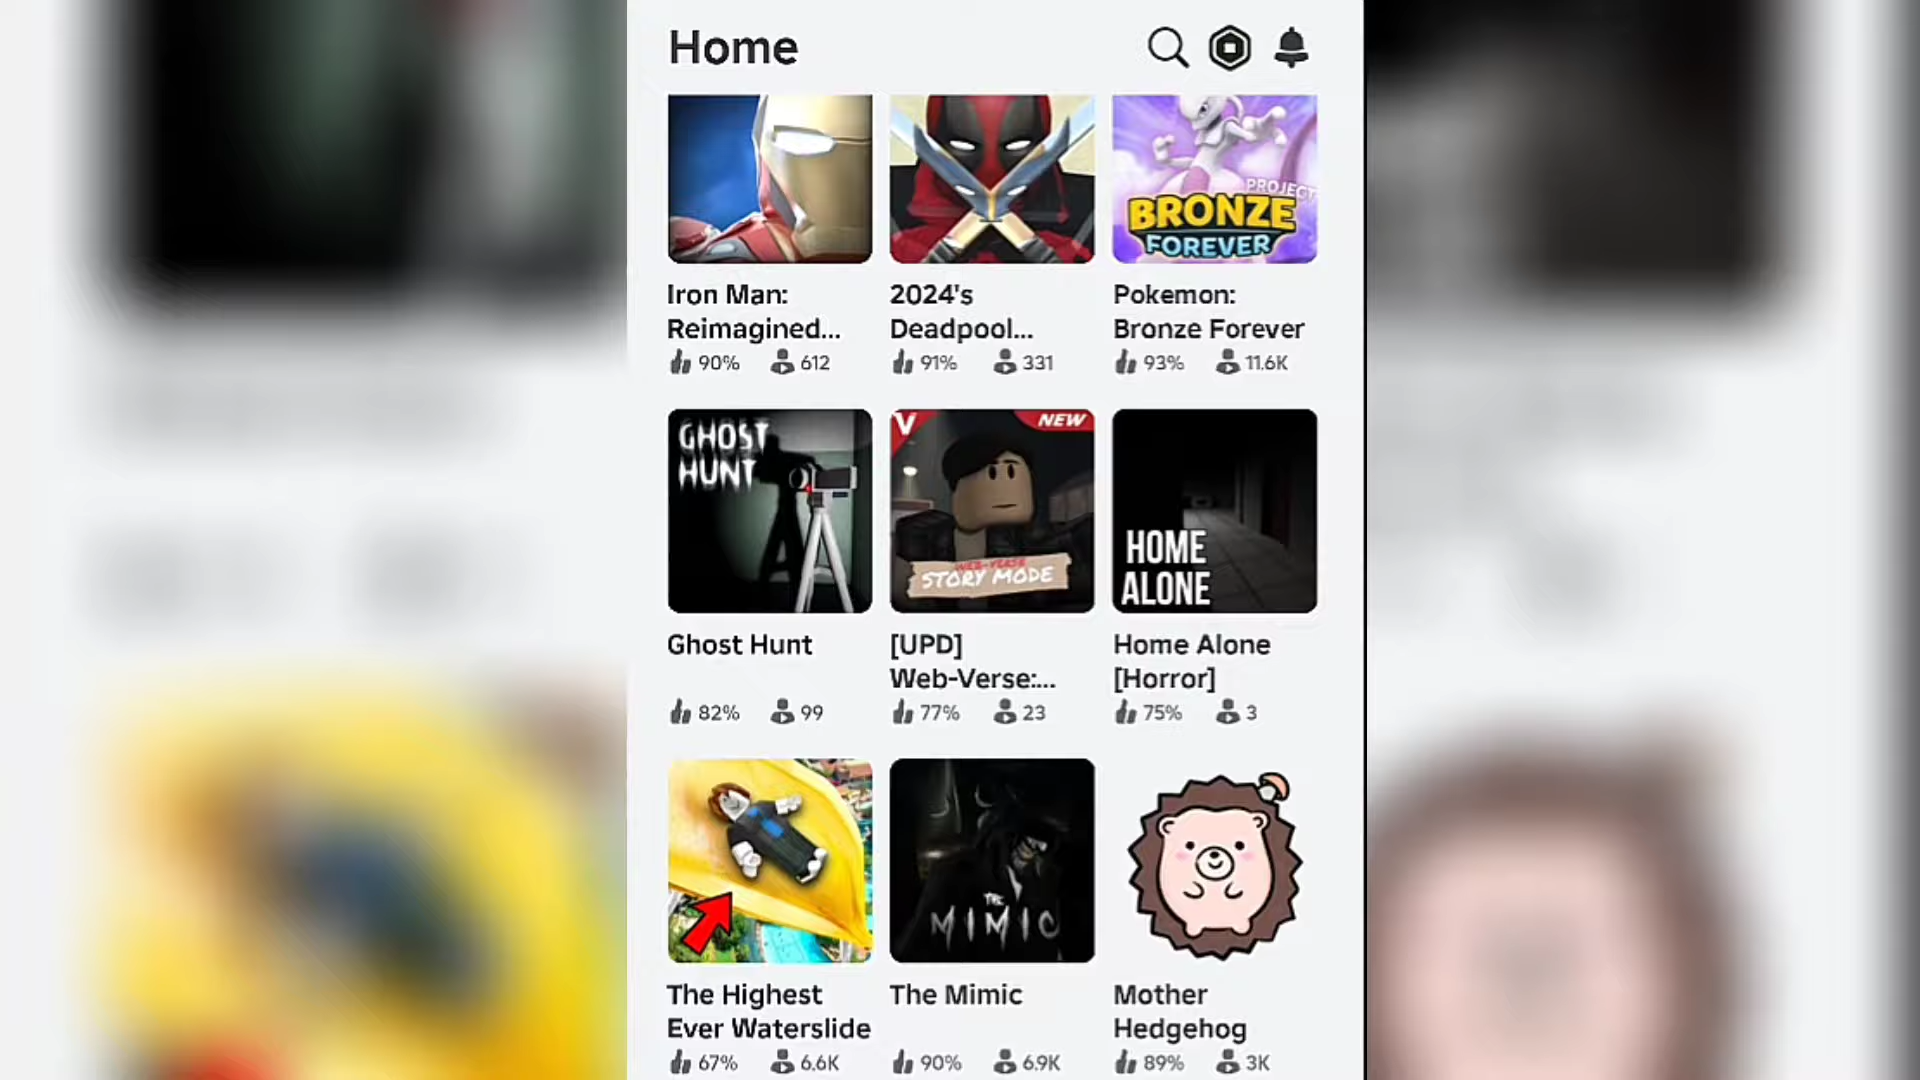 Home
PROJECT
BRONZE
FOREVER
Iron Man:
Reimagined...
90% 612
2024's
Deadpool...
91% 331
Pokemon:
Bronze Forever
93% 11.6K
GHOST
HUNT
V NEW
WEB-VERSE
STORY MODE
HOME
ALONE
Ghost Hunt
82% 99
[UPD]
Web-Verse:...
77% 23
Home Alone
[Horror]
75% 3
THE
MIMIC
The Highest
Ever Waterslide
67% 6.6K
The Mimic
90% 6.9K
Mother
Hedgehog
89% 3K